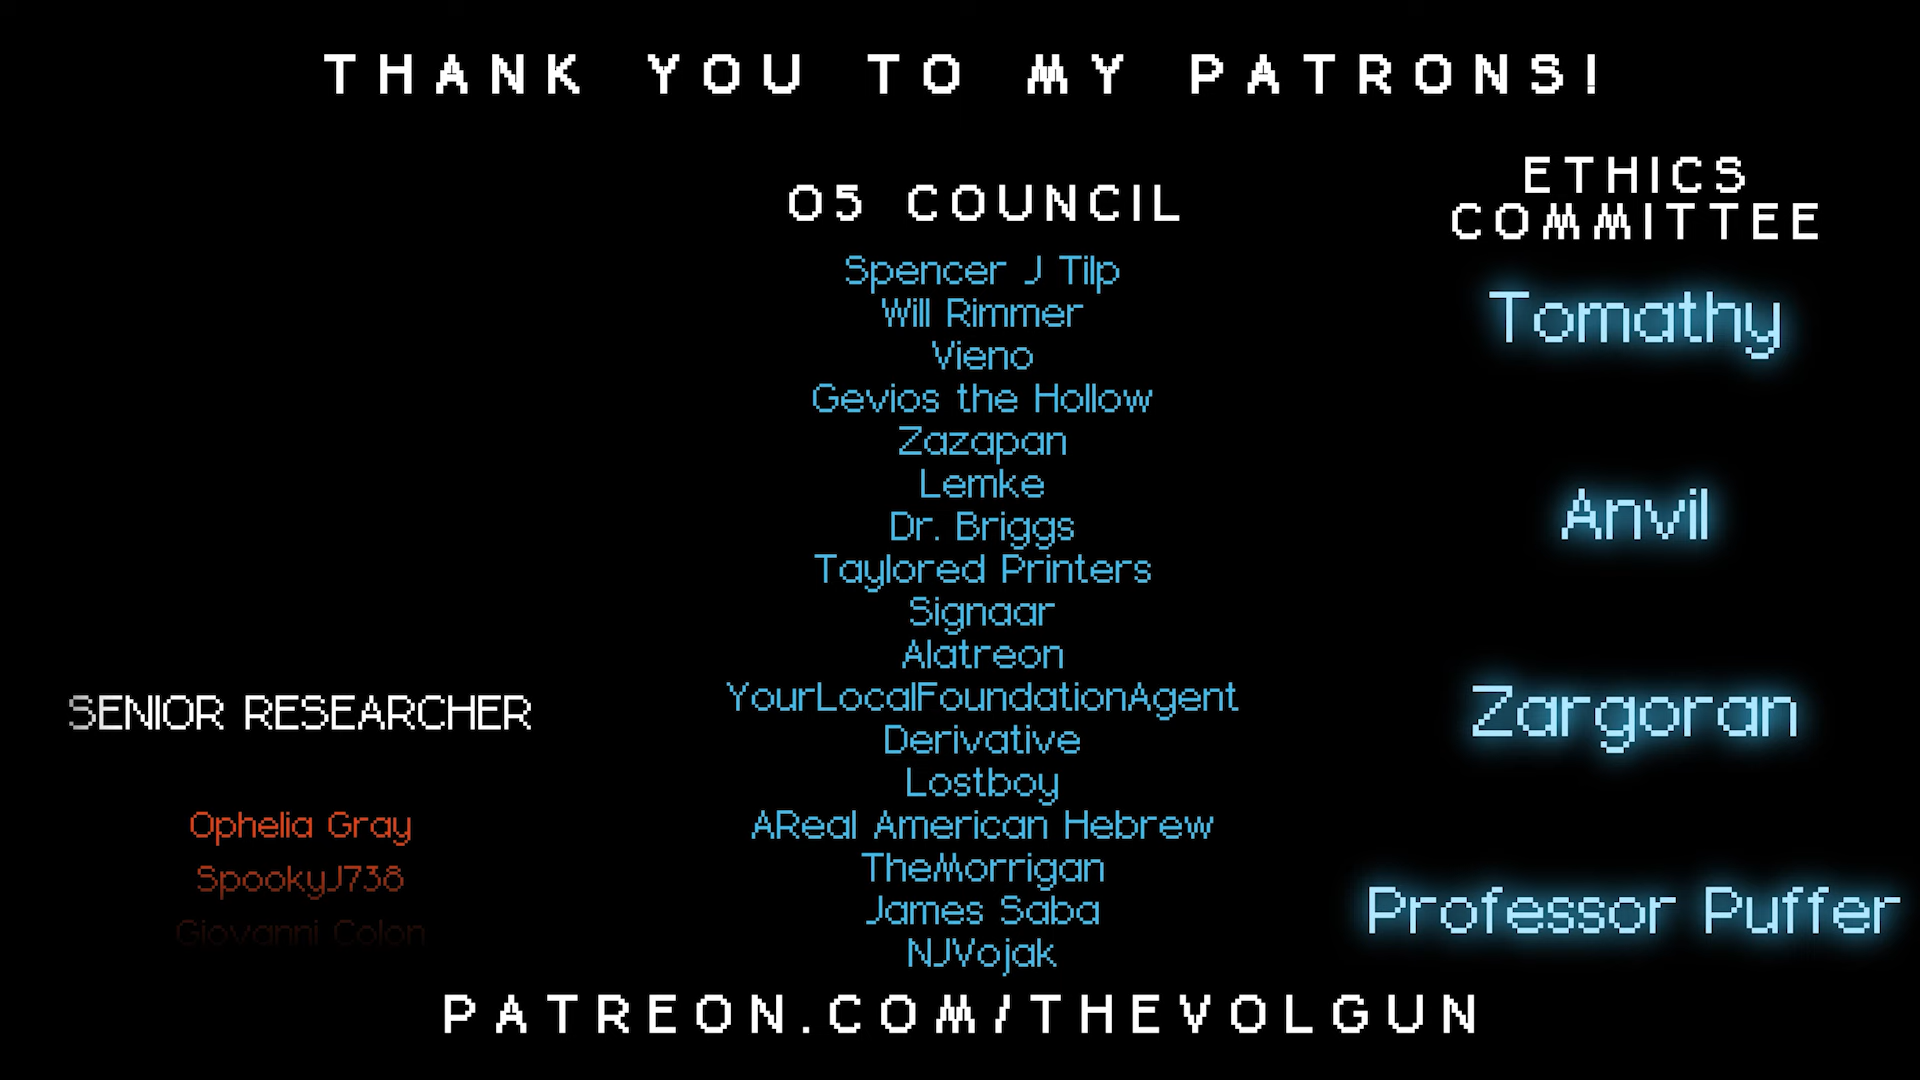 THANK YOU TO MY PATRONS!
SENIOR RESEARCHER
Ophelia Gray
SpookyJ738
Giovanni Colon
O5 COUNCIL
Spencer J Tilp
Will Rimmer
Vieno
Gevios the Hollow
Zazapan
Lemke
Dr. Briggs
Taylored Printers
Signaar
Alatreon
YourLocalFoundationAgent
Derivative
Lostboy
AReal American Hebrew
TheMorrigan
James Saba
NJVojak
ETHICS
COMMITTEE
Tomathy
Anvil
Zargoran
Professor Puffer
PATREON.COM/THEVOLGUN